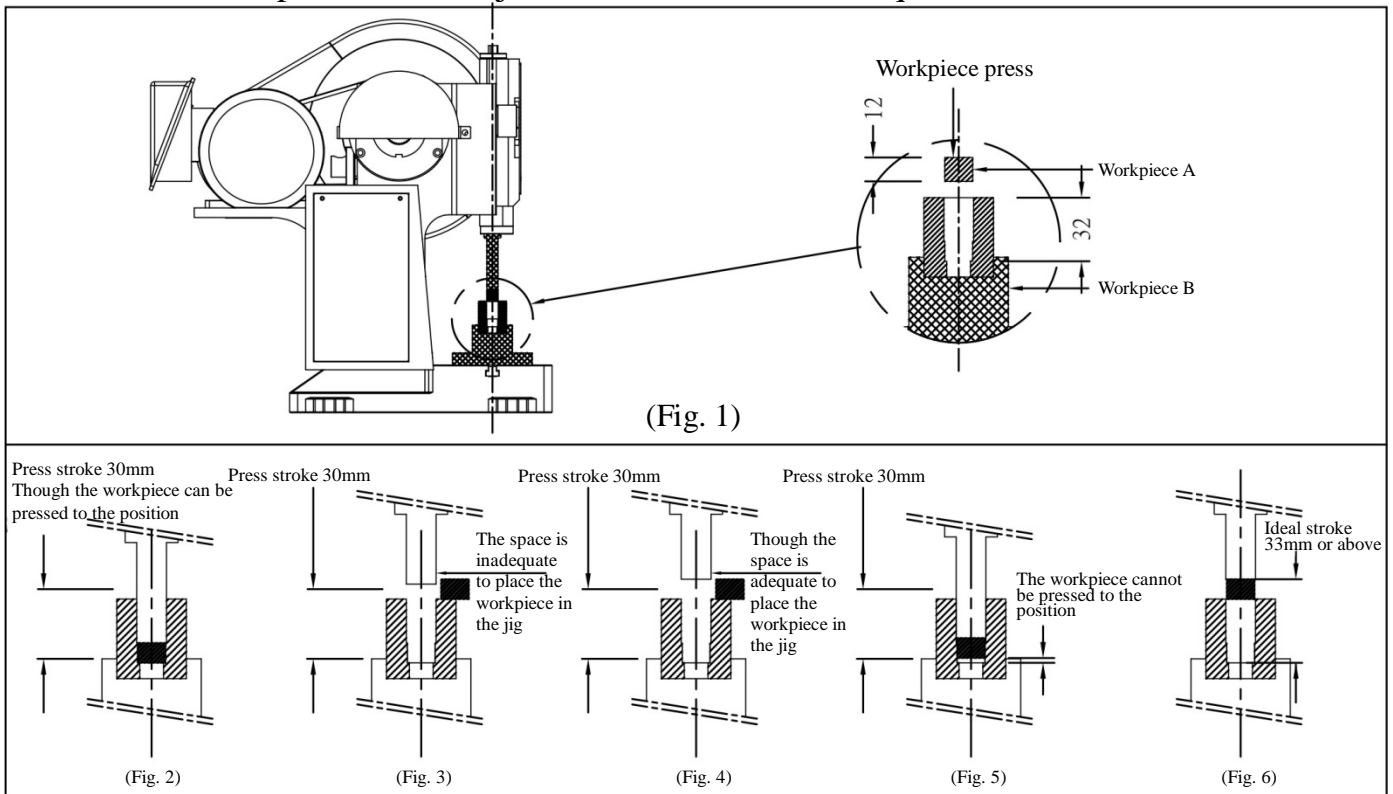 Workpiece press
12
Workpiece A
32
Workpiece B
(Fig. 1)
Press stroke 30mm
Though the workpiece can be
pressed to the position
(Fig. 2)
Press stroke 30mm
The space is
inadequate
to place the
workpiece in
the jig
(Fig. 3)
Press stroke 30mm
Though the
space is
adequate to
place the
workpiece in
the jig
(Fig. 4)
Press stroke 30mm
The workpiece cannot
be pressed to the
position
(Fig. 5)
Ideal stroke
33mm or above
(Fig. 6)